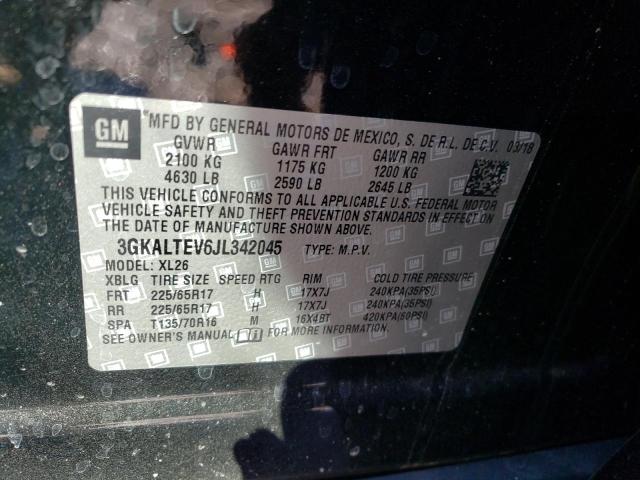 GM
MFD BY GENERAL MOTORS DE MEXICO, S. DE R.L. DE C.V. 03/18
GVWR GAWR FRT GAWR RR
2100 KG 1175 KG 1200 KG
4630 LB 2590 LB 2645 LB
THIS VEHICLE CONFORMS TO ALL APPLICABLE U.S. FEDERAL MOTOR
VEHICLE SAFETY AND THEFT PREVENTION STANDARDS IN EFFECT ON
THE DATE OF MANUFACTURE SHOWN ABOVE.
3GKALTEV6JL342045 TYPE: M.P.V.
MODEL: XL26
XBLG TIRE SIZE SPEED RTG RIM COLD TIRE PRESSURE
FRT 225/65R17 H 17X7J 240KPA(35PSI)
RR 225/65R17 H 17X7J 240KPA(35PSI)
SPA T135/70R16 M 16X4BT 420KPA(60PSI)
SEE OWNER'S MANUAL FOR MORE INFORMATION.